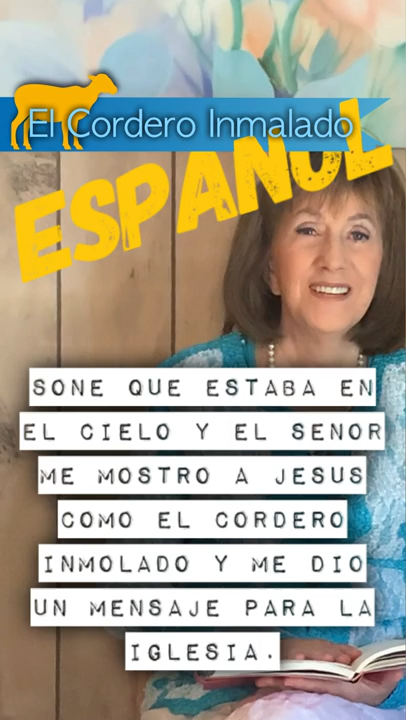 El Cordero Inmalado
ESPAÑOL
SONE QUE ESTABA EN
EL CIELO Y EL SENOR
ME MOSTRO A JESUS
COMO EL CORDERO
INMOLADO Y ME DIO
UN MENSAJE PARA LA
IGLESIA.